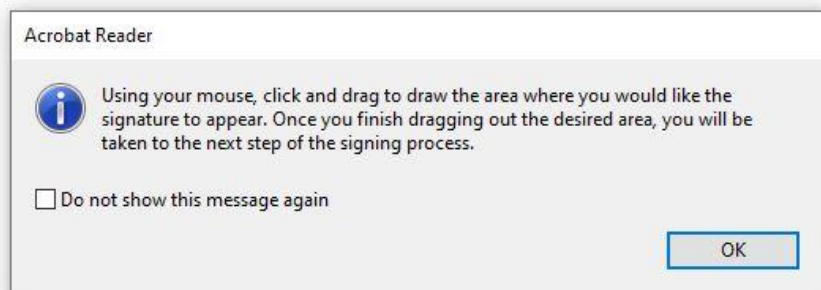 Acrobat Reader
Using your mouse, click and drag to draw the area where you would like the
signature to appear. Once you finish dragging out the desired area, you will be
taken to the next step of the signing process.
Do not show this message again
OK